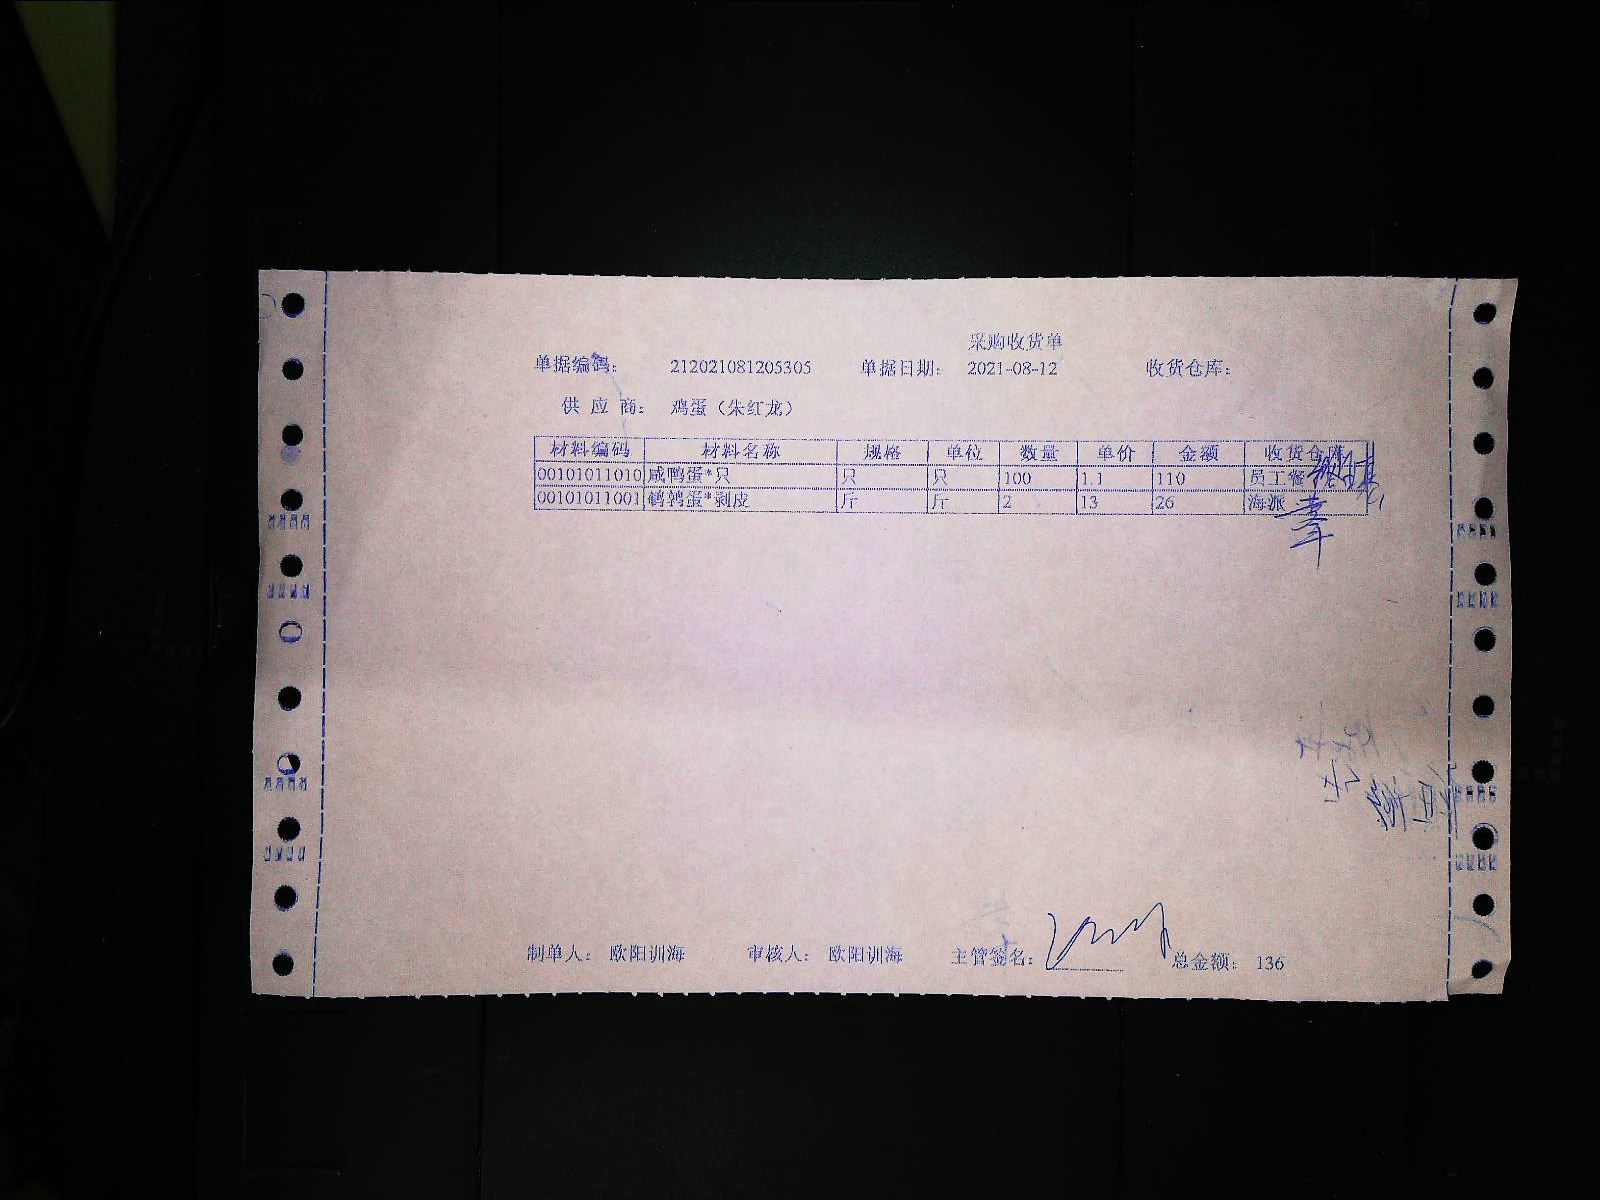 采购收货单
单据编码： 212021081205305 单据日期： 2021-08-12 收货仓库：
供 应 商： 鸡蛋（朱红龙）
材料编码 材料名称 规格 单位 数量 单价 金额 收货仓库
00101011010 咸鸭蛋*只 只 只 100 1.1 110 员工餐
00101011001 鹌鹑蛋*剥皮 斤 斤 2 13 26 海派
制单人： 欧阳训海 审核人： 欧阳训海 主管签名： 总金额： 136